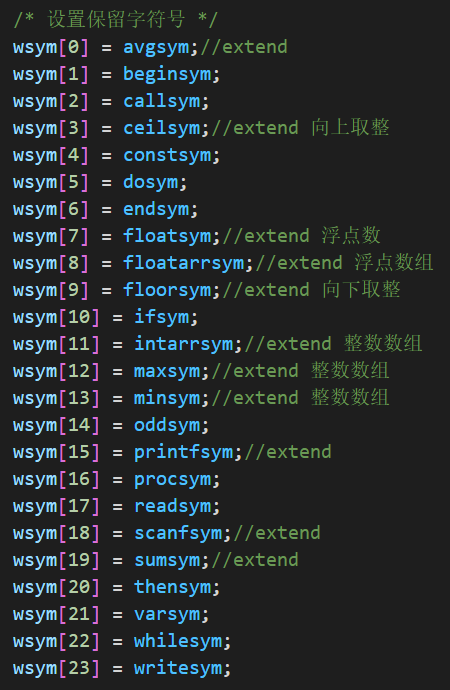 /* 设置保留字符号 */
wsym[0] = avgsym;//extend
wsym[1] = beginsym;
wsym[2] = callsym;
wsym[3] = ceilsym;//extend 向上取整
wsym[4] = constsym;
wsym[5] = dosym;
wsym[6] = endsym;
wsym[7] = floatsym;//extend 浮点数
wsym[8] = floatarrsym;//extend 浮点数组
wsym[9] = floorsym;//extend 向下取整
wsym[10] = ifsym;
wsym[11] = intarrsym;//extend 整数数组
wsym[12] = maxsym;//extend 整数数组
wsym[13] = minsym;//extend 整数数组
wsym[14] = oddsym;
wsym[15] = printfsym;//extend
wsym[16] = procsym;
wsym[17] = readsym;
wsym[18] = scanfsym;//extend
wsym[19] = sumsym;//extend
wsym[20] = thensym;
wsym[21] = varsym;
wsym[22] = whilesym;
wsym[23] = writesym;